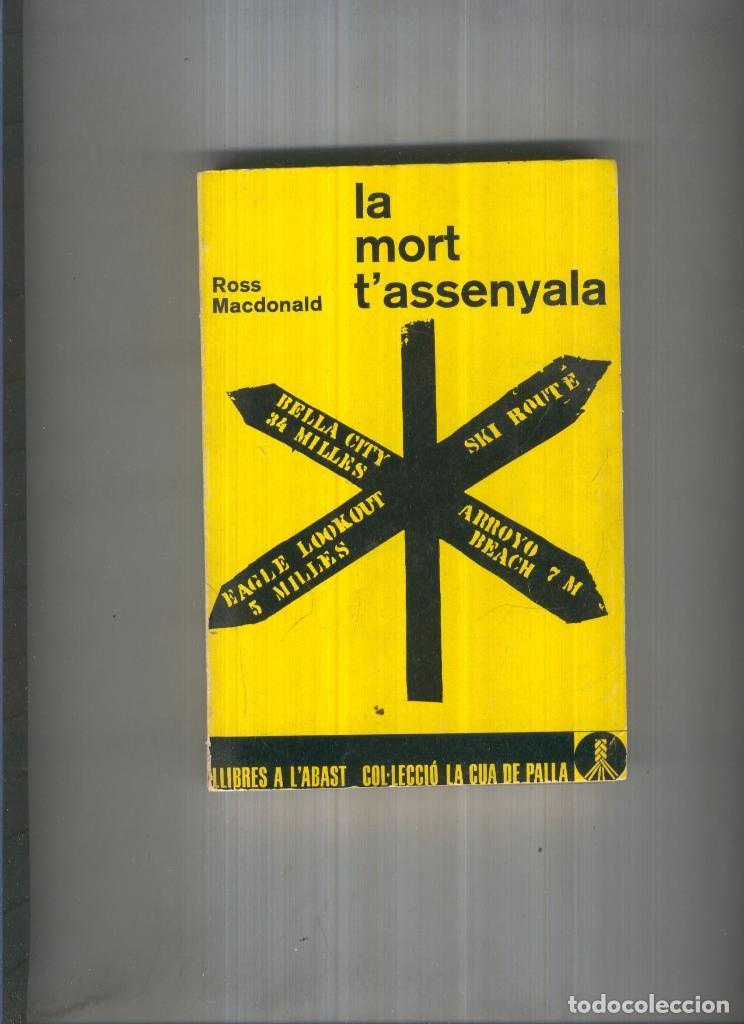 la
mort
t'assenyala
Ross
Macdonald
BELLA CITY
34 MILLES
SKI ROUTE
EAGLE LOOKOUT
5 MILLES
ARROYO
BEACH 7 M
LLIBRES A L'ABAST COL·LECCIÓ LA CUA DE PALLA
todocoleccion